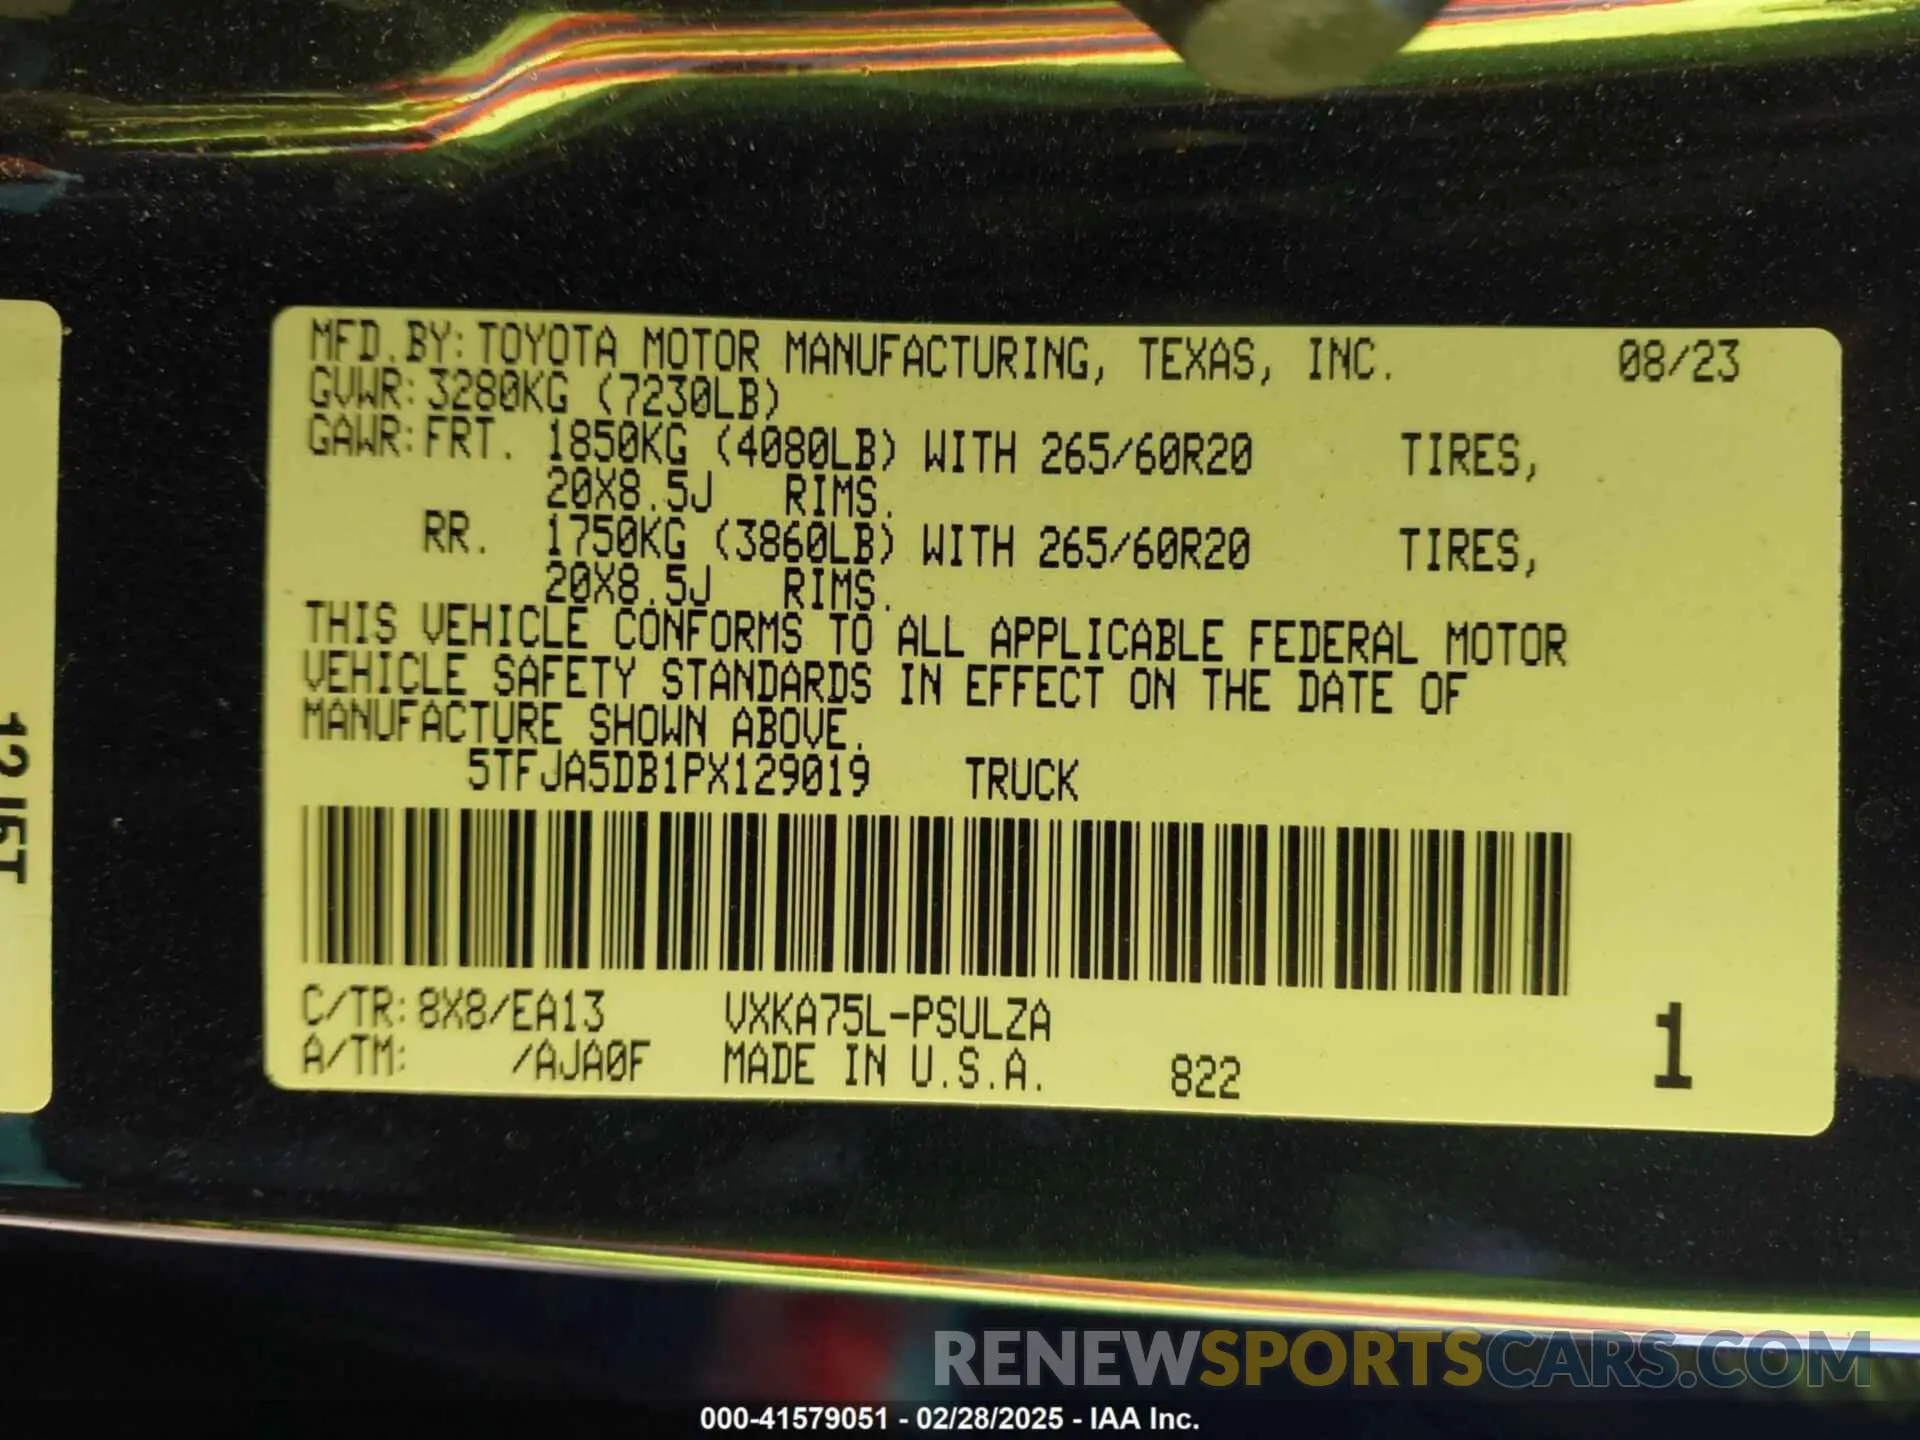 MFD.BY:TOYOTA MOTOR MANUFACTURING, TEXAS, INC. 08/23
GVWR:3280KG (7230LB)
GAWR:FRT. 1850KG (4080LB) WITH 265/60R20 TIRES,
20X8.5J RIMS.
RR. 1750KG (3860LB) WITH 265/60R20 TIRES,
20X8.5J RIMS.
THIS VEHICLE CONFORMS TO ALL APPLICABLE FEDERAL MOTOR
VEHICLE SAFETY STANDARDS IN EFFECT ON THE DATE OF
MANUFACTURE SHOWN ABOVE.
5TFJA5DB1PX129019 TRUCK
C/TR:8X8/EA13 VXKA75L-PSULZA 1
A/TM: /AJA0F MADE IN U.S.A. 822
RENEWSPORTSCARS.COM
000-41579051 - 02/28/2025 - IAA Inc.